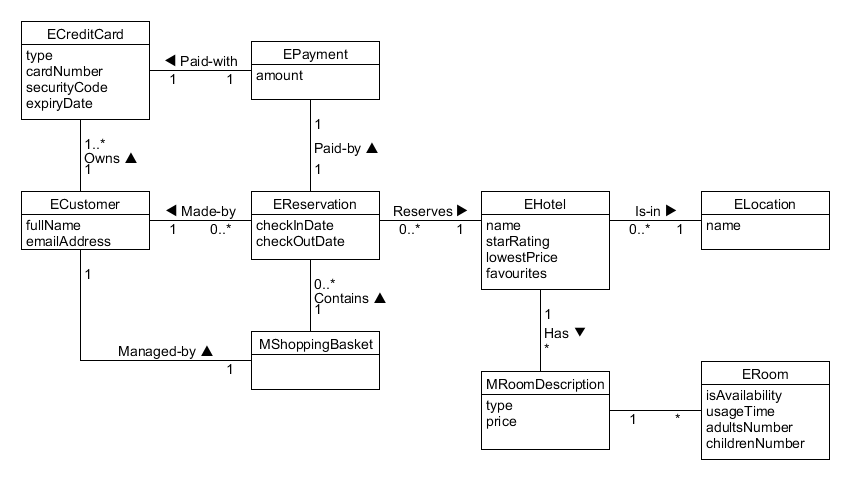 ECreditCard
type
cardNumber
securityCode
expiryDate
◀ Paid-with
1
1
EPayment
amount
1..*
Owns ▲
1
1
Paid-by ▲
1
ECustomer
fullName
emailAddress
◀ Made-by
1
0..*
EReservation
checkInDate
checkOutDate
Reserves ▶
0..*
1
EHotel
name
starRating
lowestPrice
favourites
Is-in ▶
0..*
1
ELocation
name
1
0..*
Contains ▲
1
1
Has ▼
*
Managed-by ▲
1
MShoppingBasket
MRoomDescription
type
price
1
*
ERoom
isAvailability
usageTime
adultsNumber
childrenNumber